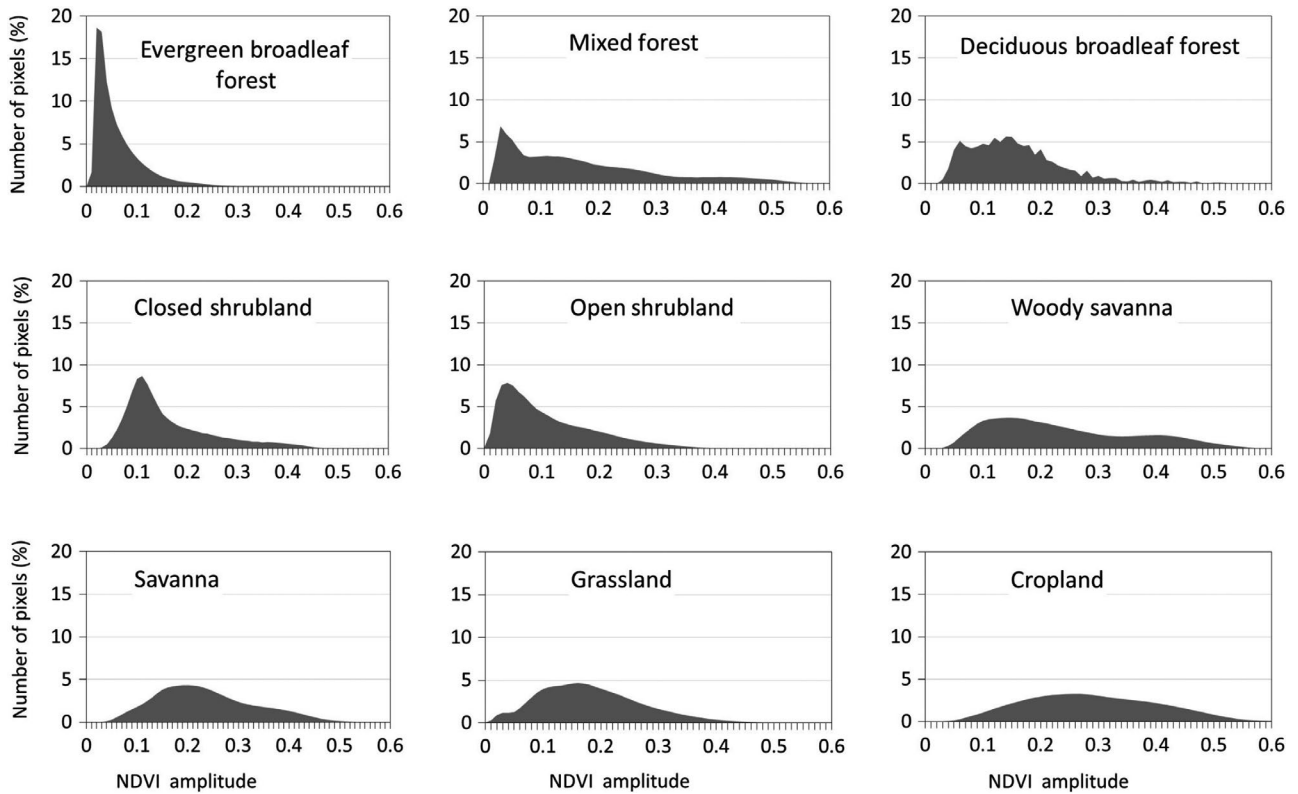 Number of pixels (%)
20
15
10
5
0
0 0.1 0.2 0.3 0.4 0.5 0.6
Evergreen broadleaf
forest
20
15
10
5
0
0 0.1 0.2 0.3 0.4 0.5 0.6
Mixed forest
20
15
10
5
0
0 0.1 0.2 0.3 0.4 0.5 0.6
Deciduous broadleaf forest
Number of pixels (%)
20
15
10
5
0
0 0.1 0.2 0.3 0.4 0.5 0.6
Closed shrubland
20
15
10
5
0
0 0.1 0.2 0.3 0.4 0.5 0.6
Open shrubland
20
15
10
5
0
0 0.1 0.2 0.3 0.4 0.5 0.6
Woody savanna
Number of pixels (%)
20
15
10
5
0
0 0.1 0.2 0.3 0.4 0.5 0.6
Savanna
NDVI amplitude
20
15
10
5
0
0 0.1 0.2 0.3 0.4 0.5 0.6
Grassland
NDVI amplitude
20
15
10
5
0
0 0.1 0.2 0.3 0.4 0.5 0.6
Cropland
NDVI amplitude